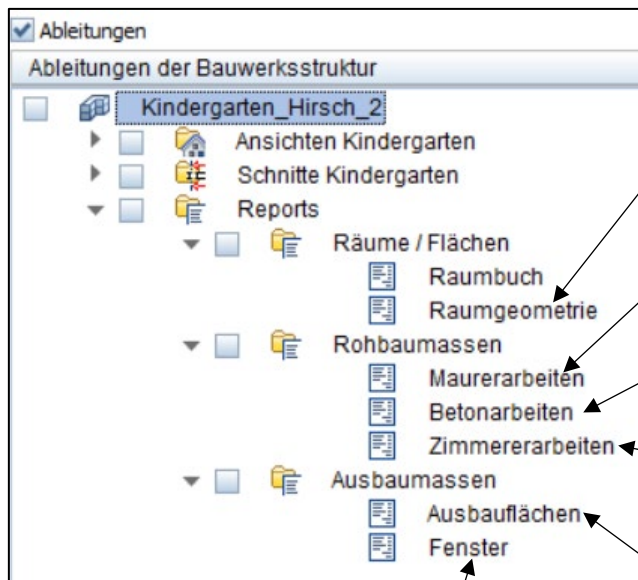 Ableitungen
Ableitungen der Bauwerksstruktur
Kindergarten_Hirsch_2
Ansichten Kindergarten
Schnitte Kindergarten
Reports
Räume / Flächen
Raumbuch
Raumgeometrie
Rohbaumassen
Maurerarbeiten
Betonarbeiten
Zimmererarbeiten
Ausbaumassen
Ausbauflächen
Fenster